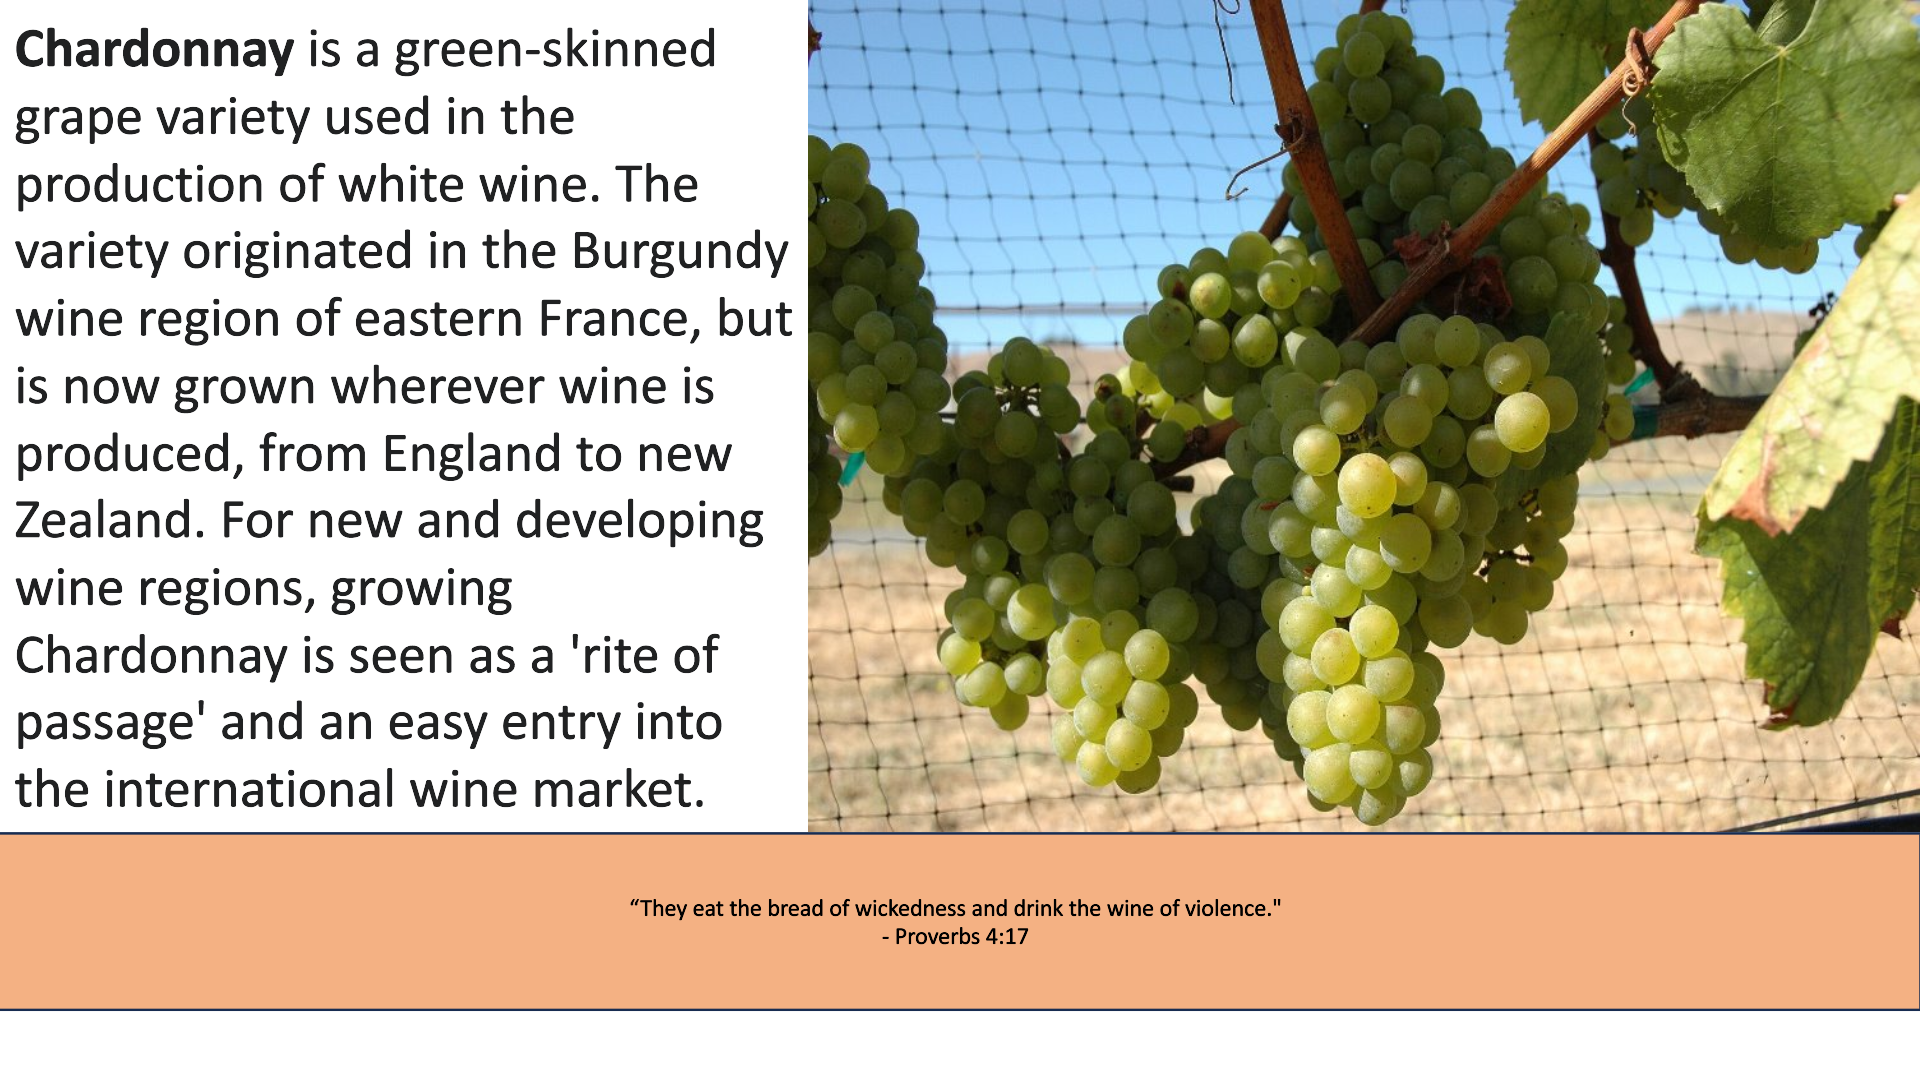 Chardonnay is a green-skinned
grape variety used in the
production of white wine. The
variety originated in the Burgundy
wine region of eastern France, but
is now grown wherever wine is
produced, from England to new
Zealand. For new and developing
wine regions, growing
Chardonnay is seen as a 'rite of
passage' and an easy entry into
the international wine market.
“They eat the bread of wickedness and drink the wine of violence."
- Proverbs 4:17